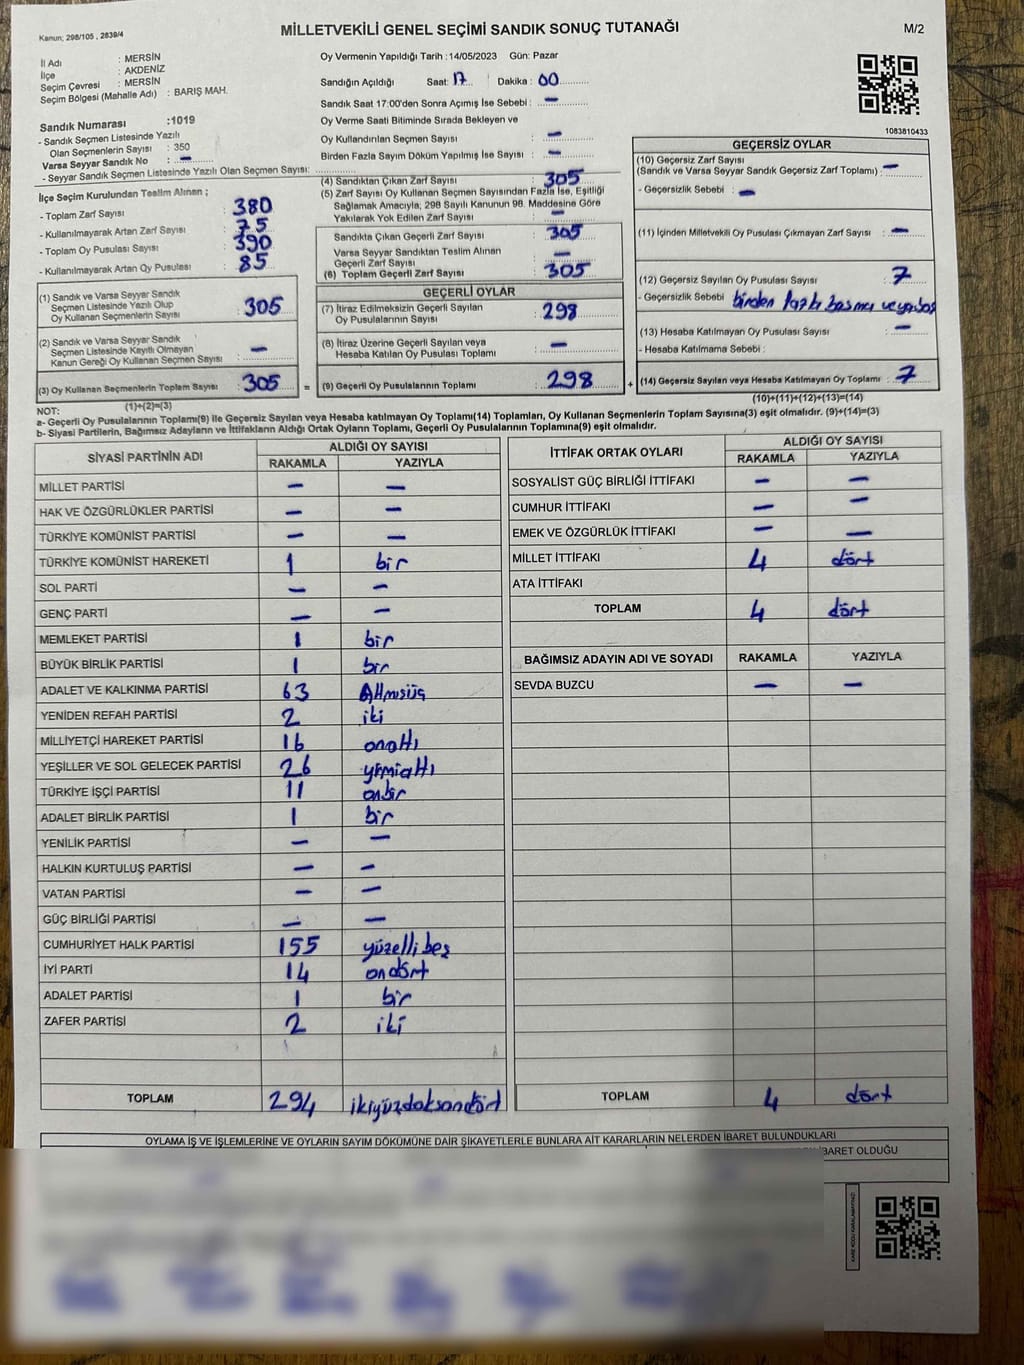 Kanun; 298/105 , 2839/4
MİLLETVEKİLİ GENEL SEÇİMİ SANDIK SONUÇ TUTANAĞI
M/2
İl Adı : MERSİN
İlçe : AKDENİZ
Seçim Çevresi : MERSİN
Seçim Bölgesi (Mahalle Adı) : BARIŞ MAH.
Sandık Numarası :1019
- Sandık Seçmen Listesinde Yazılı
Olan Seçmenlerin Sayısı : 350
Varsa Seyyar Sandık No : –
- Seyyar Sandık Seçmen Listesinde Yazılı Olan Seçmen Sayısı:
Oy Vermenin Yapıldığı Tarih :14/05/2023 Gün: Pazar
Sandığın Açıldığı Saat: 17 Dakika : 00
Sandık Saat 17:00'den Sonra Açmış İse Sebebi : –
Oy Verme Saati Bitiminde Sırada Bekleyen ve
Oy Kullandırılan Seçmen Sayısı : –
Birden Fazla Sayım Döküm Yapılmış İse Sayısı : –
1083810433
İlçe Seçim Kurulundan Teslim Alınan ;
- Toplam Zarf Sayısı : 380
- Kullanılmayarak Artan Zarf Sayısı : 75
- Toplam Oy Pusulası Sayısı : 390
- Kullanılmayarak Artan Oy Pusulası : 85
(1) Sandık ve Varsa Seyyar Sandık
Seçmen Listesinde Yazılı Olup
Oy Kullanan Seçmenlerin Sayısı : 305
(2) Sandık ve Varsa Seyyar Sandık
Seçmen Listesinde Kayıtlı Olmayan
Kanun Gereği Oy Kullanan Seçmen Sayısı : –
(3) Oy Kullanan Seçmenlerin Toplam Sayısı : 305 =
(1)+(2)=(3)
(4) Sandıktan Çıkan Zarf Sayısı : 305
(5) Zarf Sayısı Oy Kullanan Seçmen Sayısından Fazla İse, Eşitliği
Sağlamak Amacıyla, 298 Sayılı Kanunun 98. Maddesine Göre
Yakılarak Yok Edilen Zarf Sayısı : –
Sandıkta Çıkan Geçerli Zarf Sayısı : 305
Varsa Seyyar Sandıktan Teslim Alınan
Geçerli Zarf Sayısı : –
(6) Toplam Geçerli Zarf Sayısı : 305
GEÇERLİ OYLAR
(7) İtiraz Edilmeksizin Geçerli Sayılan
Oy Pusulalarının Sayısı : 298
(8) İtiraz Üzerine Geçerli Sayılan veya
Hesaba Katılan Oy Pusulası Toplamı : –
(9) Geçerli Oy Pusulalarının Toplamı : 298 +
GEÇERSİZ OYLAR
(10) Geçersiz Zarf Sayısı
(Sandık ve Varsa Seyyar Sandık Geçersiz Zarf Toplamı) : –
- Geçersizlik Sebebi : –
(11) İçinden Milletvekili Oy Pusulası Çıkmayan Zarf Sayısı : –
(12) Geçersiz Sayılan Oy Pusulası Sayısı : 7
- Geçersizlik Sebebi : birden fazla basma
(13) Hesaba Katılmayan Oy Pusulası Sayısı : –
- Hesaba Katılmama Sebebi :
(14) Geçersiz Sayılan veya Hesaba Katılmayan Oy Toplamı : 7
(10)+(11)+(12)+(13)=(14)
NOT:
a- Geçerli Oy Pusulalarının Toplamı(9) ile Geçersiz Sayılan veya Hesaba katılmayan Oy Toplamı(14) Toplamları, Oy Kullanan Seçmenlerin Toplam Sayısına(3) eşit olmalıdır. (9)+(14)=(3)
b- Siyasi Partilerin, Bağımsız Adayların ve İttifakların Aldığı Ortak Oyların Toplamı, Geçerli Oy Pusulalarının Toplamına(9) eşit olmalıdır.
SİYASİ PARTİNİN ADI ALDIĞI OY SAYISI
RAKAMLA YAZIYLA
MİLLET PARTİSİ – –
HAK VE ÖZGÜRLÜKLER PARTİSİ – –
TÜRKİYE KOMÜNİST PARTİSİ – –
TÜRKİYE KOMÜNİST HAREKETİ 1 bir
SOL PARTİ – –
GENÇ PARTİ – –
MEMLEKET PARTİSİ 1 bir
BÜYÜK BİRLİK PARTİSİ 1 bir
ADALET VE KALKINMA PARTİSİ 63 Altmışüç
YENİDEN REFAH PARTİSİ 2 iki
MİLLİYETÇİ HAREKET PARTİSİ 16 onaltı
YEŞİLLER VE SOL GELECEK PARTİSİ 26 yirmialtı
TÜRKİYE İŞÇİ PARTİSİ 11 onbir
ADALET BİRLİK PARTİSİ 1 bir
YENİLİK PARTİSİ – –
HALKIN KURTULUŞ PARTİSİ – –
VATAN PARTİSİ – –
GÜÇ BİRLİĞİ PARTİSİ – –
CUMHURİYET HALK PARTİSİ 155 yüzellibeş
İYİ PARTİ 14 ondört
ADALET PARTİSİ 1 bir
ZAFER PARTİSİ 2 iki
TOPLAM 294 ikiyüzdoksandört
İTTİFAK ORTAK OYLARI ALDIĞI OY SAYISI
RAKAMLA YAZIYLA
SOSYALİST GÜÇ BİRLİĞİ İTTİFAKI – –
CUMHUR İTTİFAKI – –
EMEK VE ÖZGÜRLÜK İTTİFAKI – –
MİLLET İTTİFAKI 4 dört
ATA İTTİFAKI
TOPLAM 4 dört
BAĞIMSIZ ADAYIN ADI VE SOYADI RAKAMLA YAZIYLA
SEVDA BUZCU – –
TOPLAM 4 dört
OYLAMA İŞ VE İŞLEMLERİNE VE OYLARIN SAYIM DÖKÜMÜNE DAİR ŞİKAYETLERLE BUNLARA AİT KARARLARIN NELERDEN İBARET BULUNDUKLARI
İBARET OLDUĞU